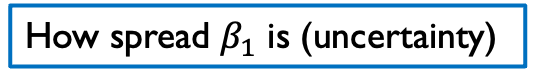 How spread β₁ is (uncertainty)